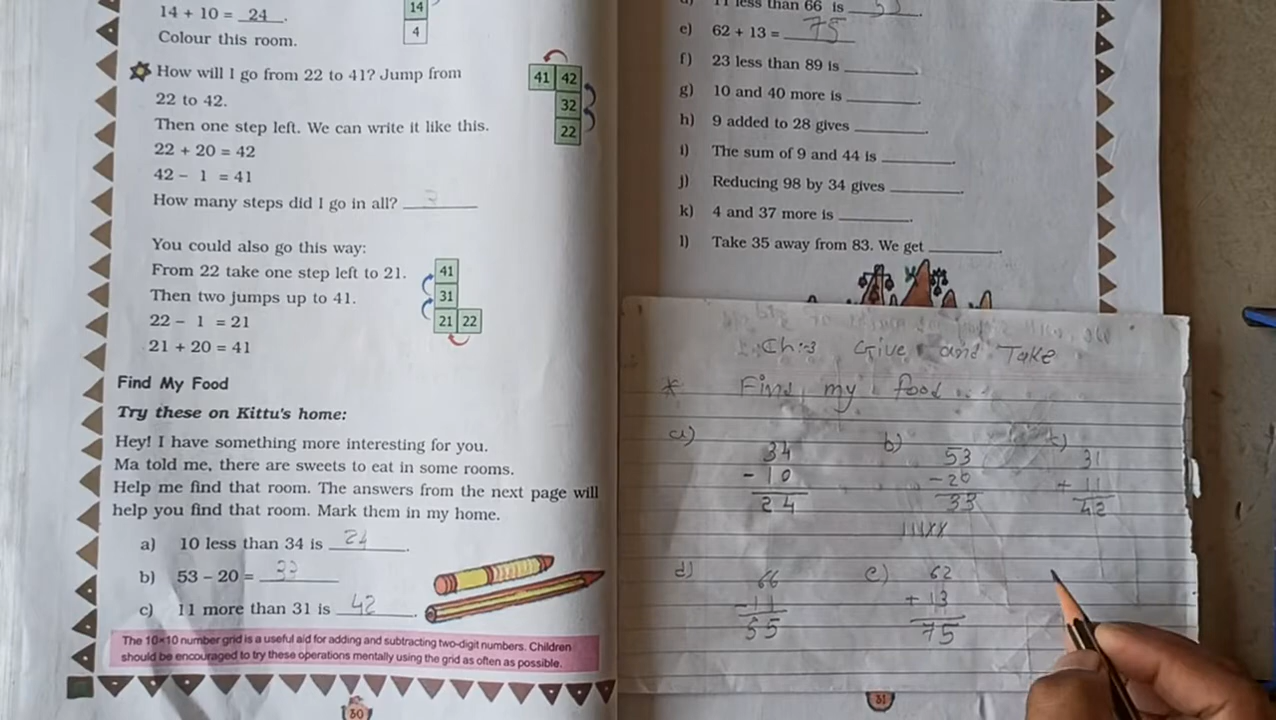 14 + 10 = 24.
Colour this room.
14
4
How will I go from 22 to 41? Jump from
22 to 42.
Then one step left. We can write it like this.
22 + 20 = 42
42 – 1 = 41
How many steps did I go in all? 3
41 42
32
22
You could also go this way:
From 22 take one step left to 21.
Then two jumps up to 41.
22 – 1 = 21
21 + 20 = 41
41
31
21 22
Find My Food
Try these on Kittu's home:
Hey! I have something more interesting for you.
Ma told me, there are sweets to eat in some rooms.
Help me find that room. The answers from the next page will
help you find that room. Mark them in my home.
a) 10 less than 34 is 24.
b) 53 – 20 = 33
c) 11 more than 31 is 42.
The 10×10 number grid is a useful aid for adding and subtracting two-digit numbers. Children
should be encouraged to try these operations mentally using the grid as often as possible.
30
d) 11 less than 66 is 55.
e) 62 + 13 = 75
f) 23 less than 89 is ______.
g) 10 and 40 more is ______.
h) 9 added to 28 gives ______.
i) The sum of 9 and 44 is ______.
j) Reducing 98 by 34 gives ______.
k) 4 and 37 more is ______.
l) Take 35 away from 83. We get ______.
Ch:3 Give and Take
* Find my food
a) 34 b) 53 c) 31
- 10 - 20 + 11
24 33 42
d) 66 e) 62
- 11 + 13
55 75
31